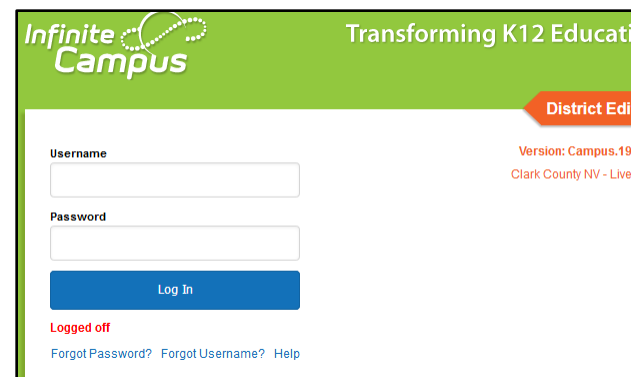 Infinite
Campus
Transforming K12 Educati
District Edi
Version: Campus.19
Clark County NV - Live
Username
Password
Log In
Logged off
Forgot Password? Forgot Username? Help